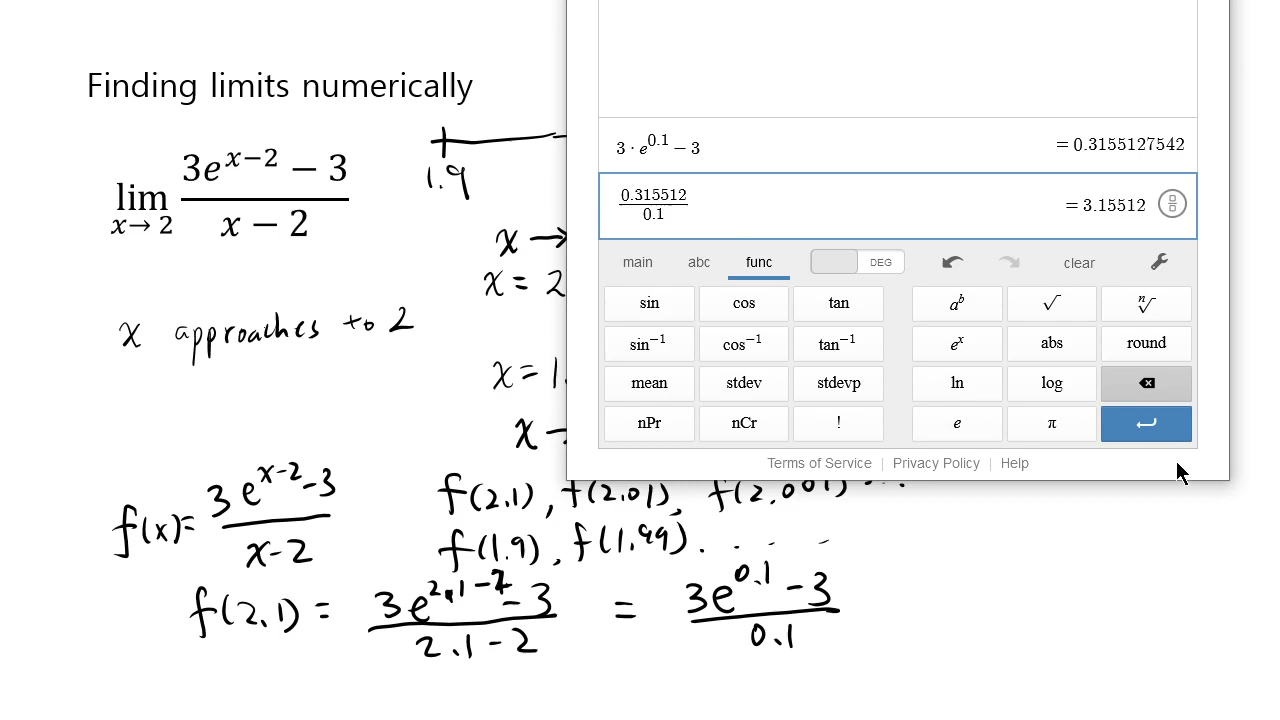 Finding limits numerically
lim x→ 2 (3e^(x−2) − 3)/(x − 2)
1.9
x →
x = 2
x approaches to 2
x = 1.
x –
f(x)= (3e^(x-2) -3)/(x-2)
f(2.1), f(2.01), f(2.001) ...
f(1.9), f(1.99). . . . .
f(2.1) = (3e^(2.1-2) -3)/(2.1-2) = (3e^(0.1) -3)/(0.1)
3 · e^(0.1) − 3 = 0.3155127542
0.315512/0.1 = 3.15512
main abc func DEG clear
sin cos tan a^b √ ⁿ√
sin⁻¹ cos⁻¹ tan⁻¹ eˣ abs round
mean stdev stdevp ln log
nPr nCr ! e π
Terms of Service | Privacy Policy | Help